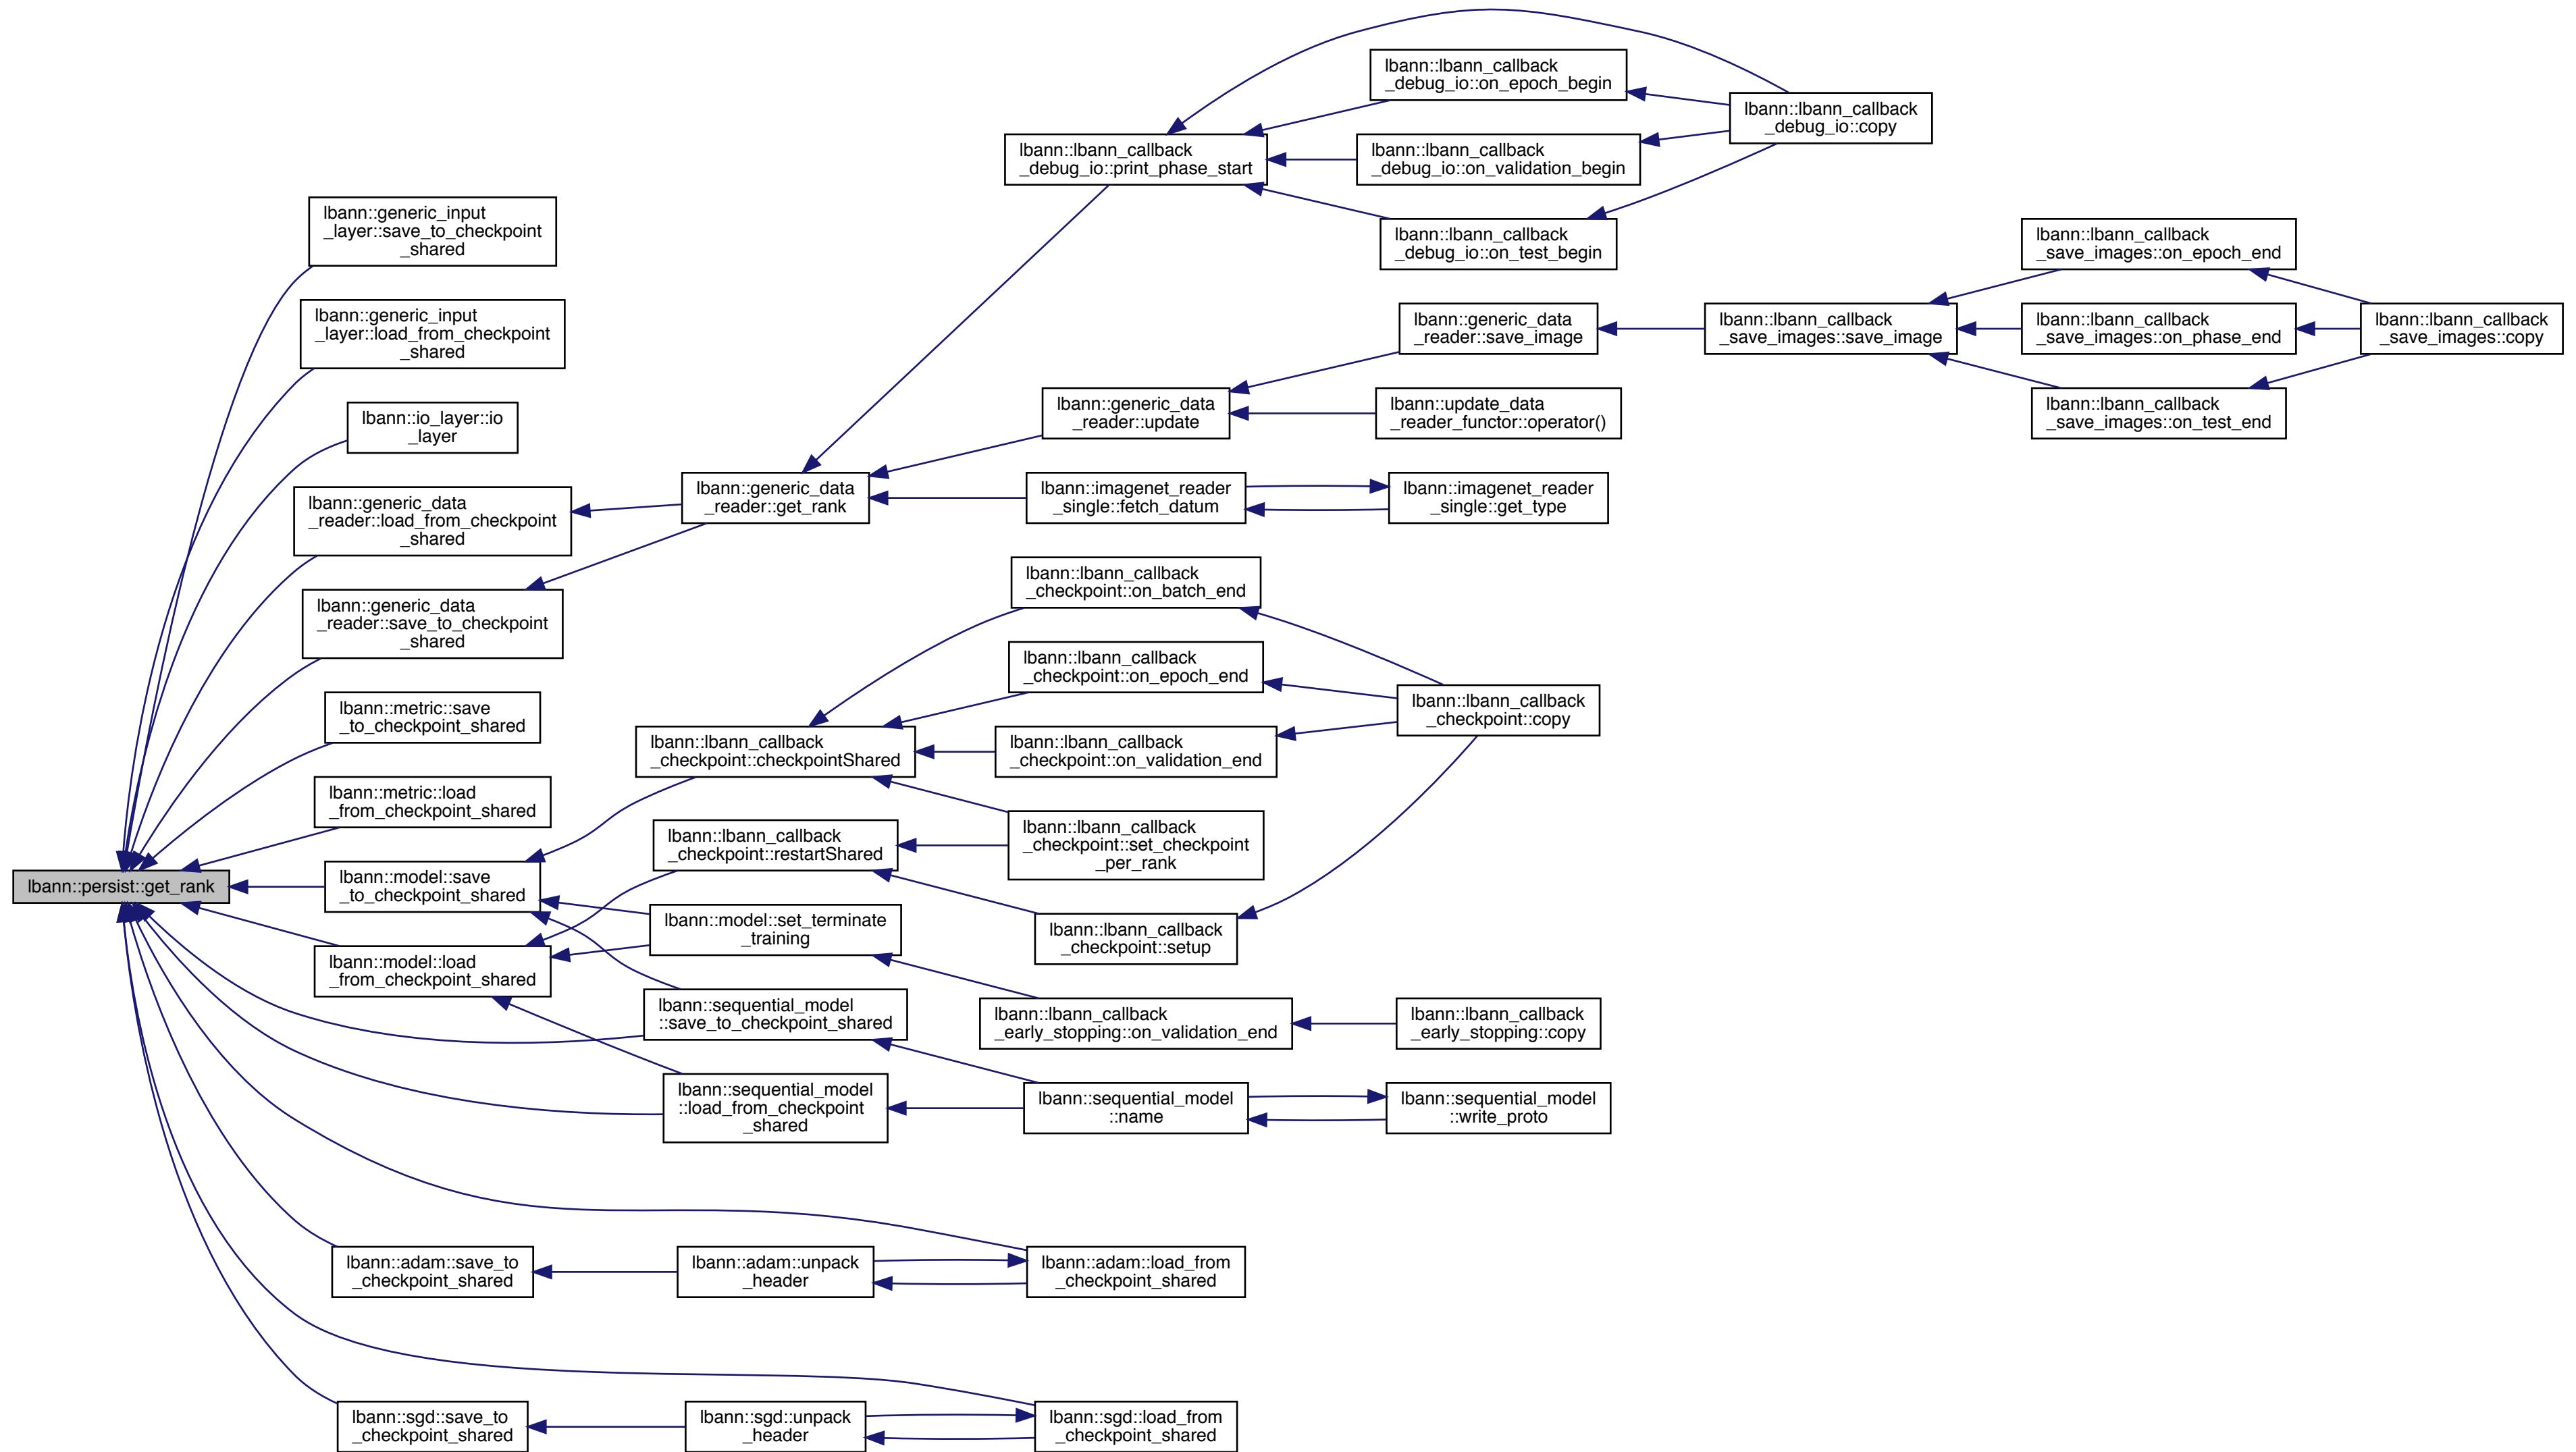 lbann::persist::get_rank
lbann::generic_input
_layer::save_to_checkpoint
_shared
lbann::generic_input
_layer::load_from_checkpoint
_shared
lbann::io_layer::io
_layer
lbann::generic_data
_reader::load_from_checkpoint
_shared
lbann::generic_data
_reader::save_to_checkpoint
_shared
lbann::metric::save
_to_checkpoint_shared
lbann::metric::load
_from_checkpoint_shared
lbann::model::save
_to_checkpoint_shared
lbann::model::load
_from_checkpoint_shared
lbann::adam::save_to
_checkpoint_shared
lbann::sgd::save_to
_checkpoint_shared
lbann::generic_data
_reader::get_rank
lbann::lbann_callback
_checkpoint::checkpointShared
lbann::lbann_callback
_checkpoint::restartShared
lbann::model::set_terminate
_training
lbann::sequential_model
::save_to_checkpoint_shared
lbann::sequential_model
::load_from_checkpoint
_shared
lbann::adam::unpack
_header
lbann::sgd::unpack
_header
lbann::lbann_callback
_debug_io::print_phase_start
lbann::generic_data
_reader::update
lbann::imagenet_reader
_single::fetch_datum
lbann::lbann_callback
_checkpoint::on_batch_end
lbann::lbann_callback
_checkpoint::on_epoch_end
lbann::lbann_callback
_checkpoint::on_validation_end
lbann::lbann_callback
_checkpoint::set_checkpoint
_per_rank
lbann::lbann_callback
_checkpoint::setup
lbann::lbann_callback
_early_stopping::on_validation_end
lbann::sequential_model
::name
lbann::adam::load_from
_checkpoint_shared
lbann::sgd::load_from
_checkpoint_shared
lbann::lbann_callback
_debug_io::on_epoch_begin
lbann::lbann_callback
_debug_io::on_validation_begin
lbann::lbann_callback
_debug_io::on_test_begin
lbann::generic_data
_reader::save_image
lbann::update_data
_reader_functor::operator()
lbann::imagenet_reader
_single::get_type
lbann::lbann_callback
_checkpoint::copy
lbann::lbann_callback
_early_stopping::copy
lbann::sequential_model
::write_proto
lbann::lbann_callback
_debug_io::copy
lbann::lbann_callback
_save_images::save_image
lbann::lbann_callback
_save_images::on_epoch_end
lbann::lbann_callback
_save_images::on_phase_end
lbann::lbann_callback
_save_images::on_test_end
lbann::lbann_callback
_save_images::copy